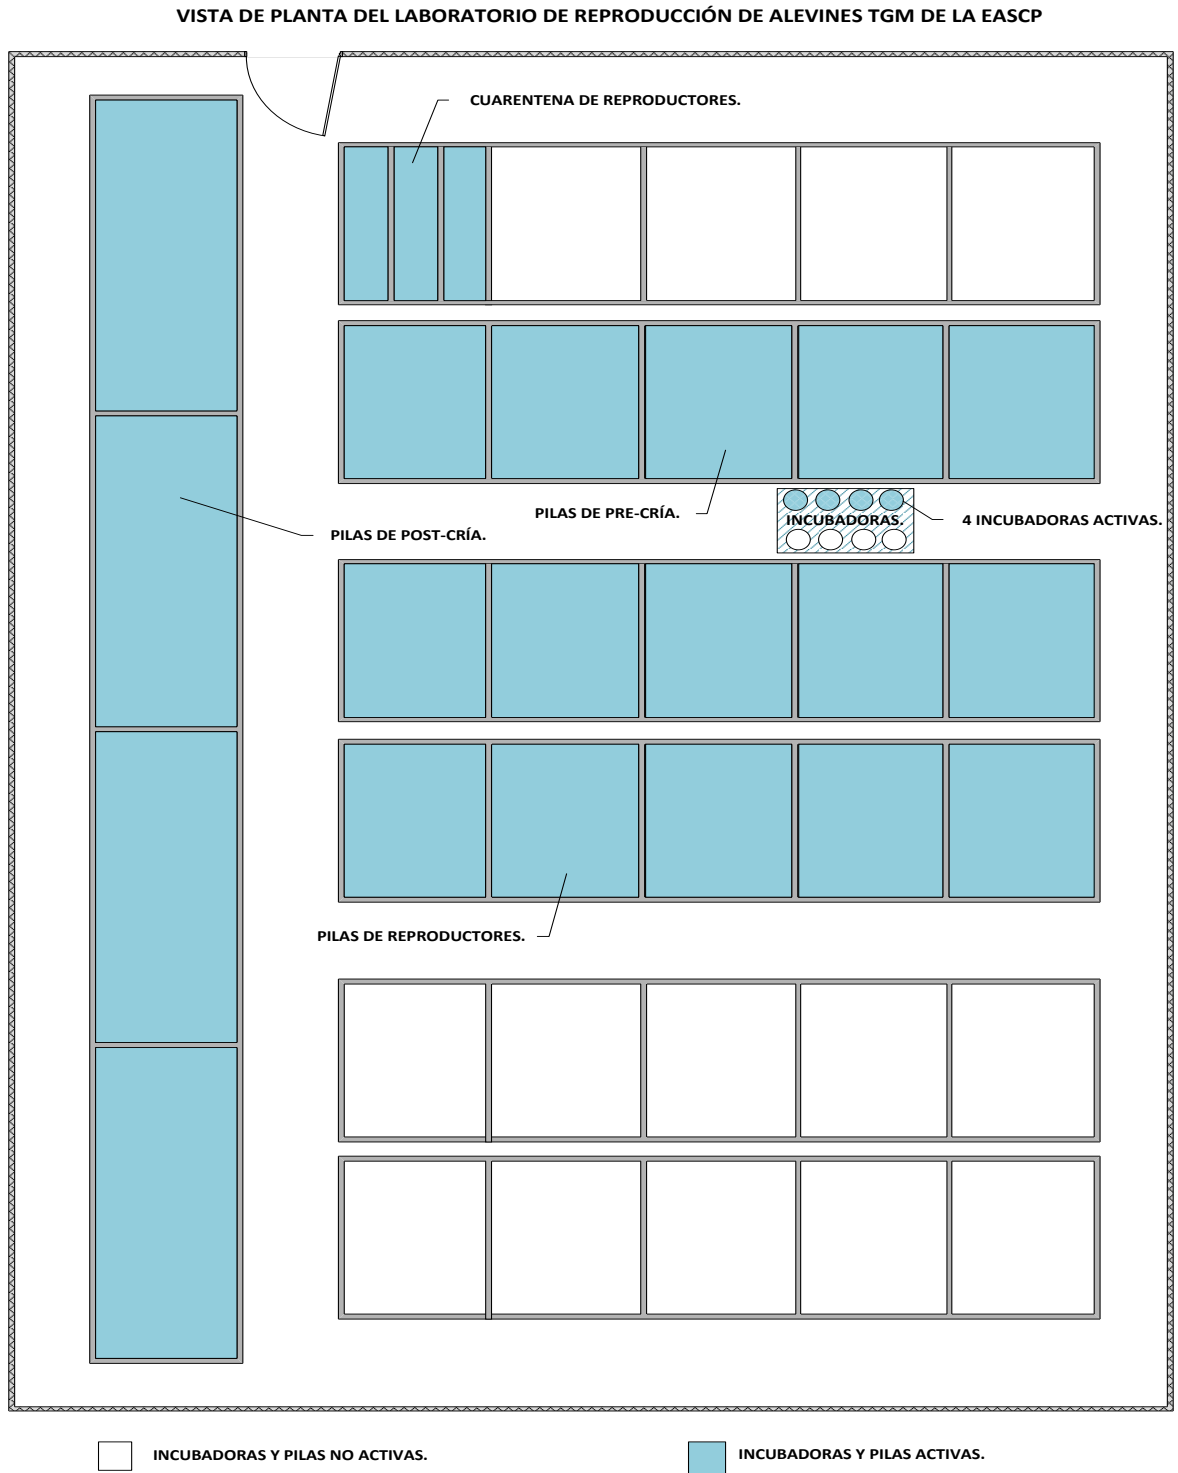 VISTA DE PLANTA DEL LABORATORIO DE REPRODUCCIÓN DE ALEVINES TGM DE LA EASCP
CUARENTENA DE REPRODUCTORES.
PILAS DE PRE-CRÍA.
INCUBADORAS.
4 INCUBADORAS ACTIVAS.
PILAS DE POST-CRÍA.
PILAS DE REPRODUCTORES.
INCUBADORAS Y PILAS NO ACTIVAS.
INCUBADORAS Y PILAS ACTIVAS.